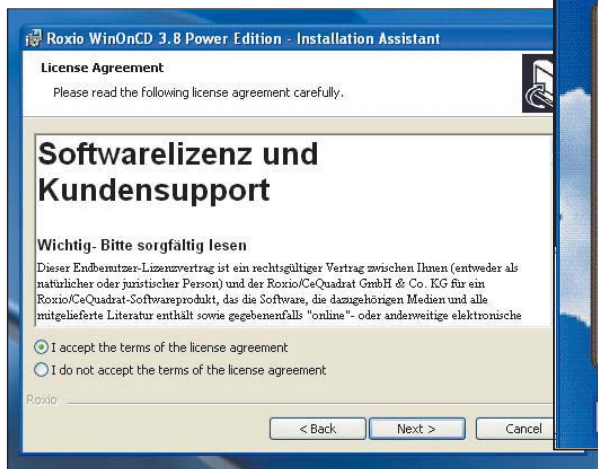 Roxio WinOnCD 3.8 Power Edition - Installation Assistant
License Agreement
Please read the following license agreement carefully.
Softwarelizenz und
Kundensupport
Wichtig- Bitte sorgfältig lesen
Dieser Endbenutzer-Lizenzvertrag ist ein rechtsgültiger Vertrag zwischen Ihnen (entweder als
natürlicher oder juristischer Person) und der Roxio/CeQuadrat GmbH & Co. KG für ein
Roxio/CeQuadrat-Softwareprodukt, das die Software, die dazugehörigen Medien und alle
mitgelieferte Literatur enthält sowie gegebenenfalls "online"- oder anderweitige elektronische
I accept the terms of the license agreement
I do not accept the terms of the license agreement
Roxio
< Back Next > Cancel